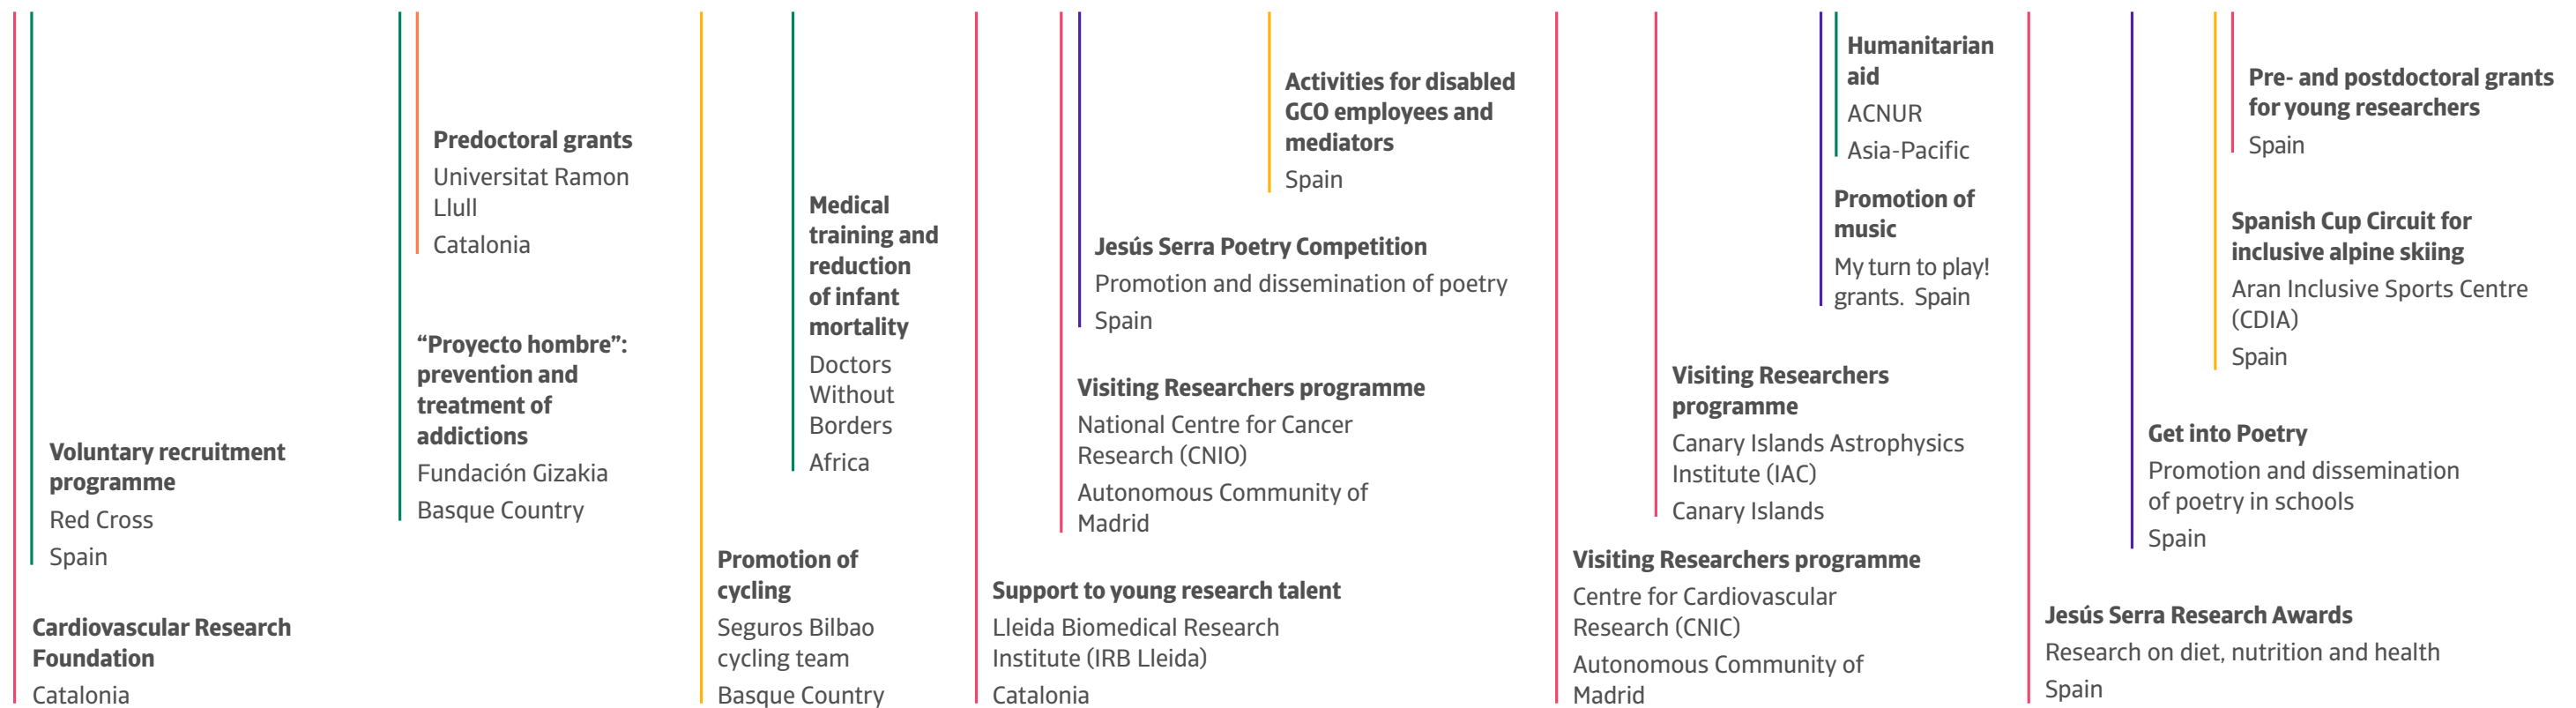 Voluntary recruitment
programme
Red Cross
Spain
Cardiovascular Research
Foundation
Catalonia
Predoctoral grants
Universitat Ramon
Llull
Catalonia
“Proyecto hombre”:
prevention and
treatment of
addictions
Fundación Gizakia
Basque Country
Medical
training and
reduction
of infant
mortality
Doctors
Without
Borders
Africa
Promotion of
cycling
Seguros Bilbao
cycling team
Basque Country
Activities for disabled
GCO employees and
mediators
Spain
Jesús Serra Poetry Competition
Promotion and dissemination of poetry
Spain
Visiting Researchers programme
National Centre for Cancer
Research (CNIO)
Autonomous Community of
Madrid
Support to young research talent
Lleida Biomedical Research
Institute (IRB Lleida)
Catalonia
Humanitarian
aid
ACNUR
Asia-Pacific
Promotion of
music
My turn to play!
grants. Spain
Visiting Researchers
programme
Canary Islands Astrophysics
Institute (IAC)
Canary Islands
Visiting Researchers programme
Centre for Cardiovascular
Research (CNIC)
Autonomous Community of
Madrid
Pre- and postdoctoral grants
for young researchers
Spain
Spanish Cup Circuit for
inclusive alpine skiing
Aran Inclusive Sports Centre
(CDIA)
Spain
Get into Poetry
Promotion and dissemination
of poetry in schools
Spain
Jesús Serra Research Awards
Research on diet, nutrition and health
Spain